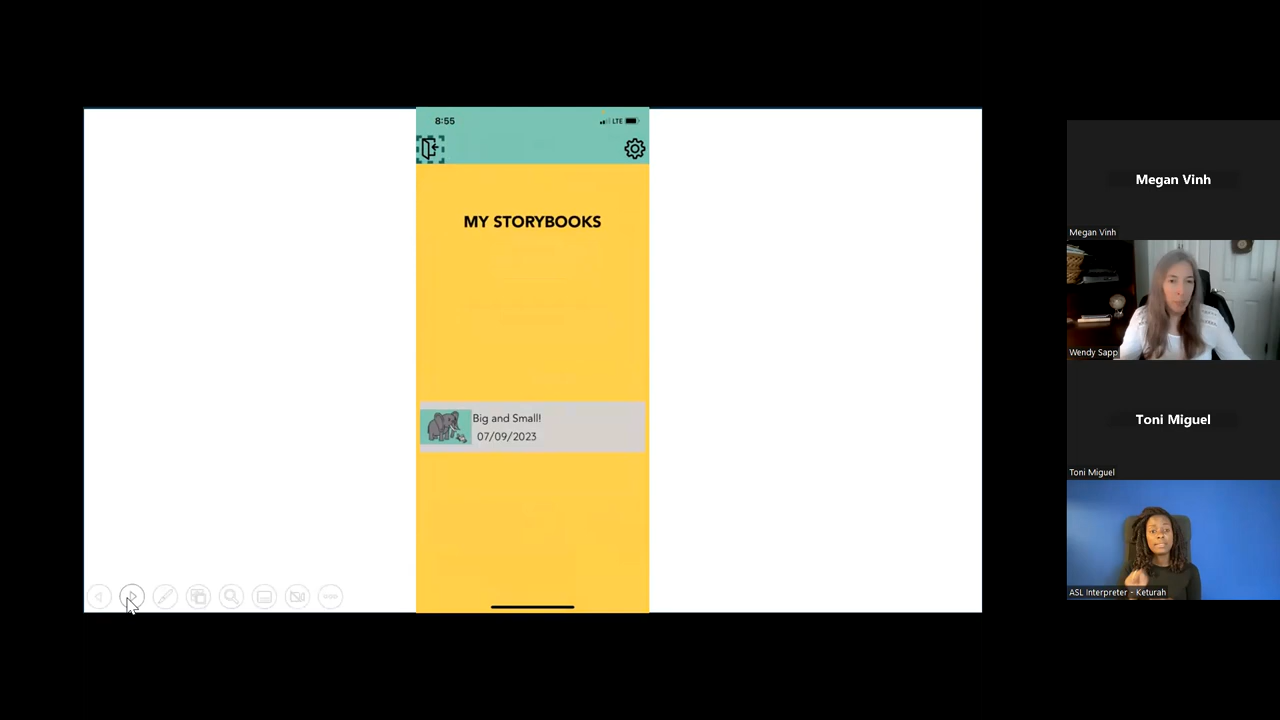 8:55
LTE
MY STORYBOOKS
Big and Small!
07/09/2023
Megan Vinh
Megan Vinh
Wendy Sapp
Toni Miguel
Toni Miguel
ASL Interpreter - Keturah